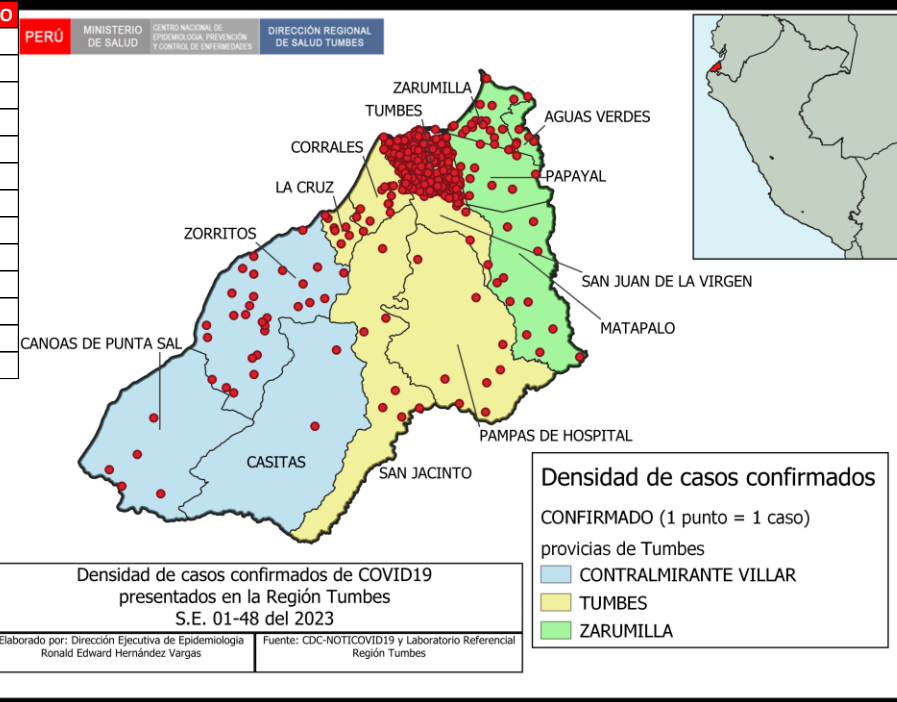 O
PERÚ
MINISTERIO
DE SALUD
CENTRO NACIONAL DE
EPIDEMIOLOGIA, PREVENCIÓN
Y CONTROL DE ENFERMEDADES
DIRECCIÓN REGIONAL
DE SALUD TUMBES
ZARUMILLA
TUMBES
AGUAS VERDES
CORRALES
PAPAYAL
LA CRUZ
ZORRITOS
SAN JUAN DE LA VIRGEN
MATAPALO
CANOAS DE PUNTA SAL
PAMPAS DE HOSPITAL
CASITAS
SAN JACINTO
Densidad de casos confirmados
CONFIRMADO (1 punto = 1 caso)
provicias de Tumbes
CONTRALMIRANTE VILLAR
TUMBES
ZARUMILLA
Densidad de casos confirmados de COVID19
presentados en la Región Tumbes
S.E. 01-48 del 2023
Elaborado por: Dirección Ejecutiva de Epidemiologia
Ronald Edward Hernández Vargas
Fuente: CDC-NOTICOVID19 y Laboratorio Referencial
Región Tumbes